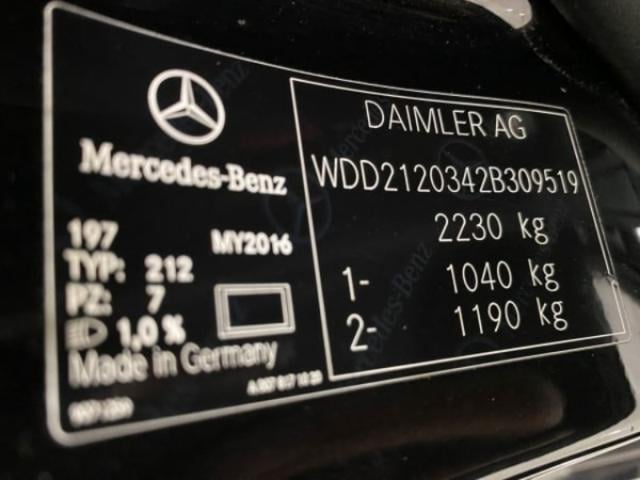 Mercedes-Benz
197
MY2016
TYP: 212
PZ: 7
1,0 %
Made in Germany
DAIMLER AG
WDD2120342B309519
2230 kg
1- 1040 kg
2- 1190 kg